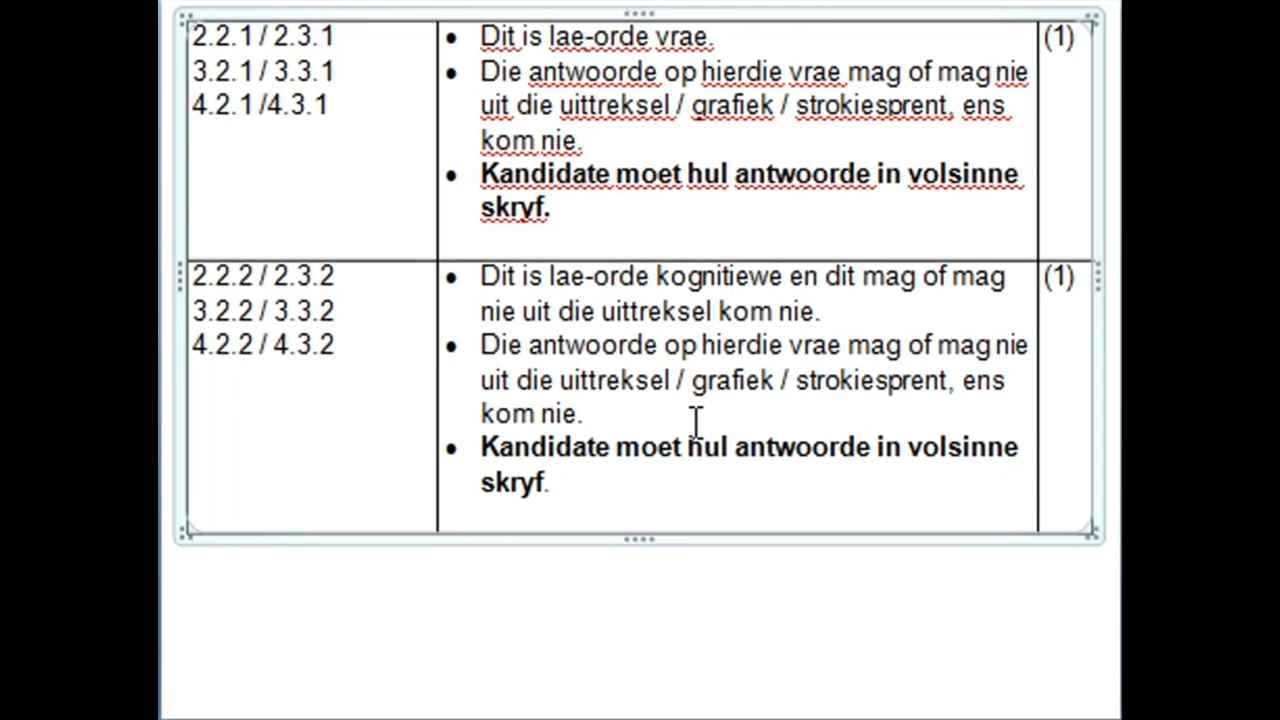 2.2.1 / 2.3.1
3.2.1 / 3.3.1
4.2.1 /4.3.1
• Dit is lae-orde vrae.
• Die antwoorde op hierdie vrae mag of mag nie
uit die uittreksel / grafiek / strokiesprent, ens
kom nie.
• Kandidate moet hul antwoorde in volsinne
skryf.
(1)
2.2.2 / 2.3.2
3.2.2 / 3.3.2
4.2.2 / 4.3.2
• Dit is lae-orde kognitiewe en dit mag of mag
nie uit die uittreksel kom nie.
• Die antwoorde op hierdie vrae mag of mag nie
uit die uittreksel / grafiek / strokiesprent, ens
kom nie.
• Kandidate moet hul antwoorde in volsinne
skryf.
(1)